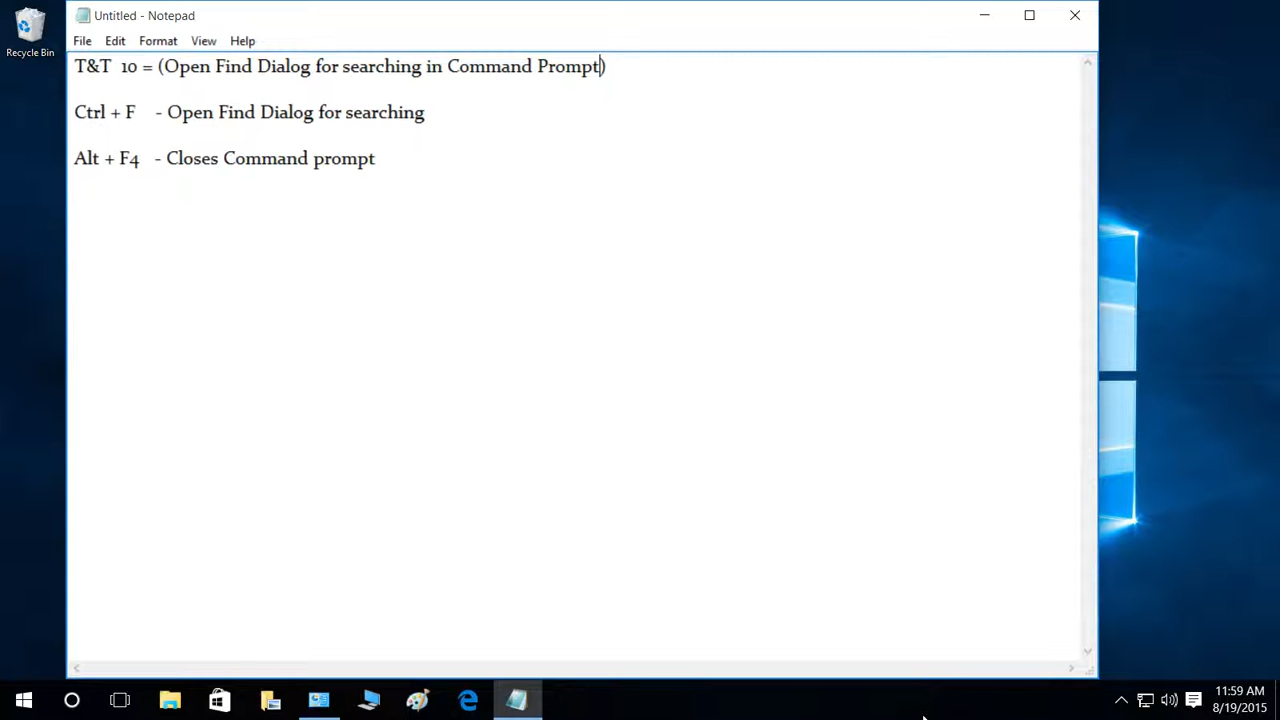 Untitled - Notepad
File Edit Format View Help
T&T 10 = (Open Find Dialog for searching in Command Prompt)
Ctrl + F - Open Find Dialog for searching
Alt + F4 - Closes Command prompt
Recycle Bin
11:59 AM
8/19/2015